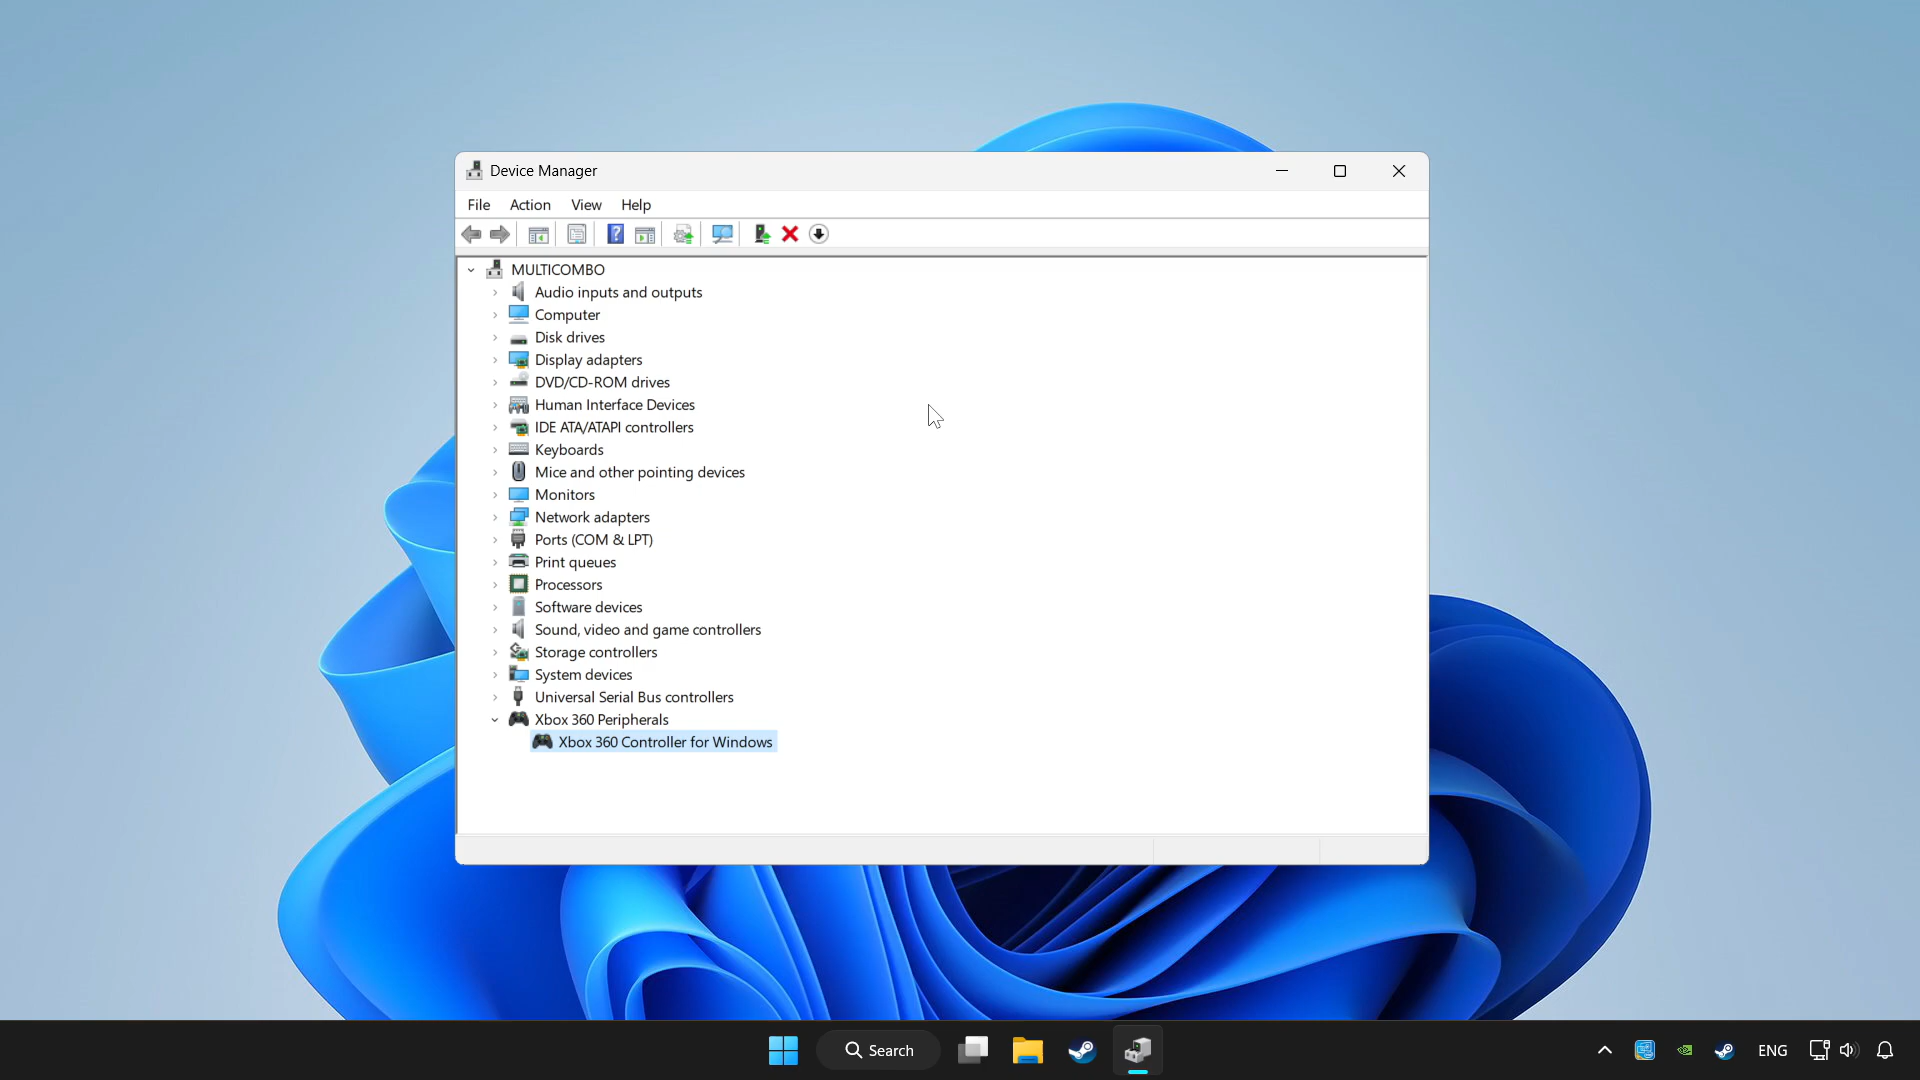 Device Manager
File Action View Help
MULTICOMBO
Audio inputs and outputs
Computer
Disk drives
Display adapters
DVD/CD-ROM drives
Human Interface Devices
IDE ATA/ATAPI controllers
Keyboards
Mice and other pointing devices
Monitors
Network adapters
Ports (COM & LPT)
Print queues
Processors
Software devices
Sound, video and game controllers
Storage controllers
System devices
Universal Serial Bus controllers
Xbox 360 Peripherals
Xbox 360 Controller for Windows
Search
ENG